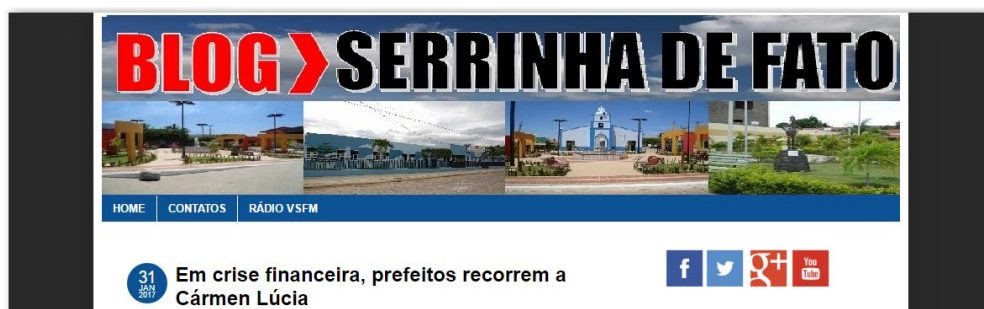 BLOG SERRINHA DE FATO
HOME CONTATOS RÁDIO VSFM
31
JAN
2017
Em crise financeira, prefeitos recorrem a
Cármen Lúcia
f
g+
You
Tube